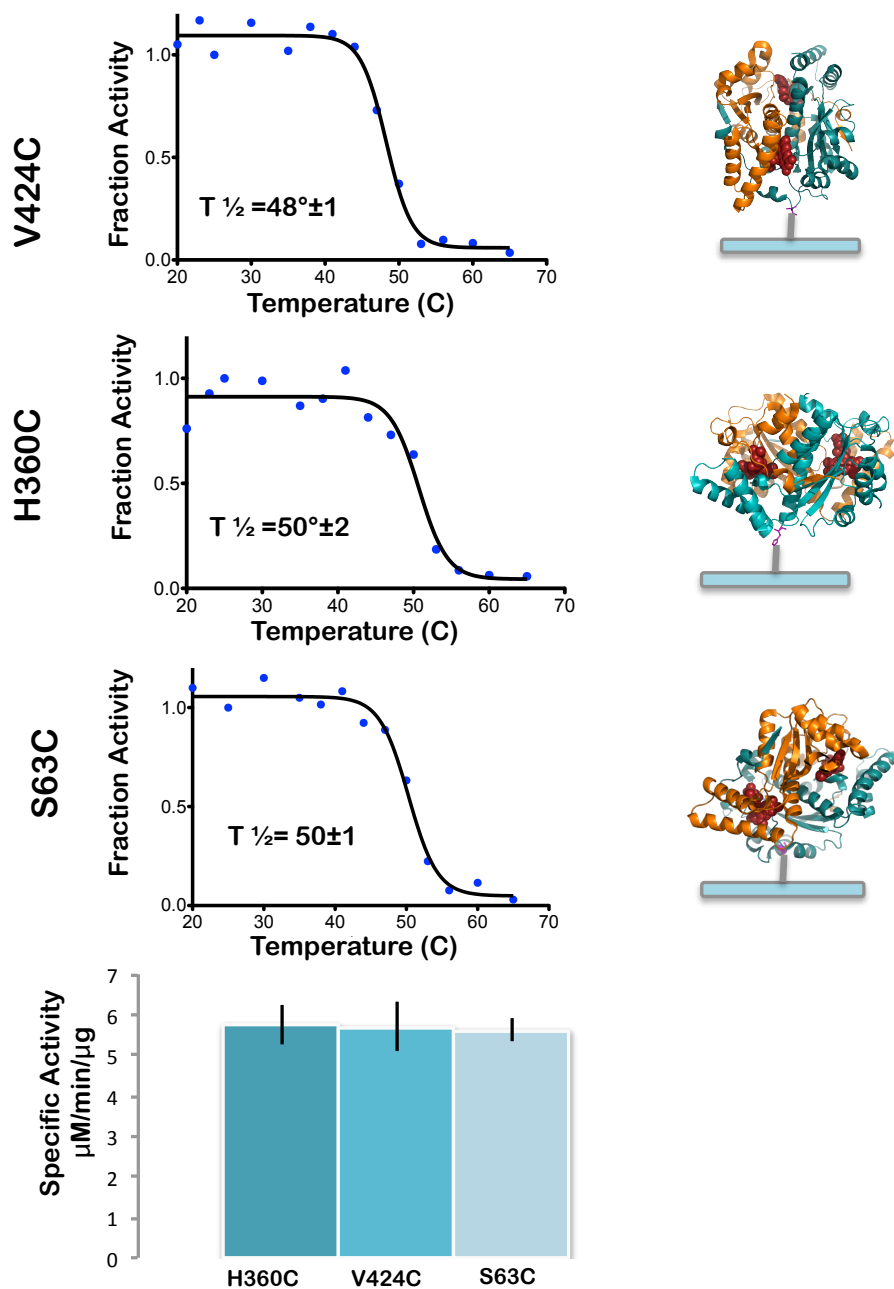 V424C
Fraction Activity
1.0
0.5
0.0
T ½ =48°±1
20 30 40 50 60 70
Temperature (C)
H360C
Fraction Activity
1.0
0.5
0.0
T ½ =50°±2
20 30 40 50 60 70
Temperature (C)
S63C
Fraction Activity
1.0
0.5
0.0
T ½= 50±1
20 30 40 50 60 70
Temperature (C)
Specific Activity
µM/min/µg
7
6
5
4
3
2
1
0
H360C V424C S63C